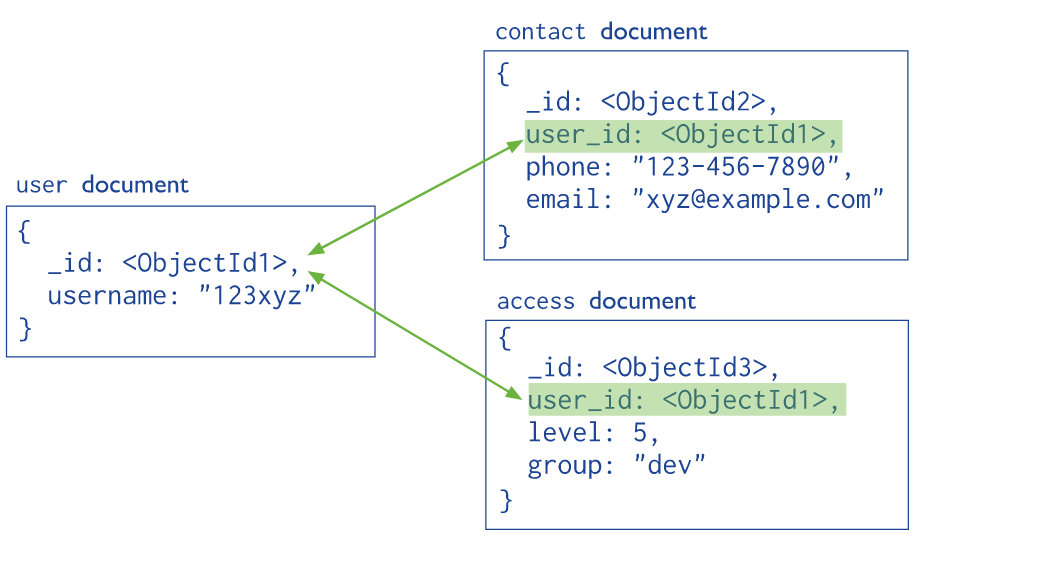 user document
{
  _id: <ObjectId1>,
  username: "123xyz"
}
contact document
{
  _id: <ObjectId2>,
  user_id: <ObjectId1>,
  phone: "123-456-7890",
  email: "xyz@example.com"
}
access document
{
  _id: <ObjectId3>,
  user_id: <ObjectId1>,
  level: 5,
  group: "dev"
}